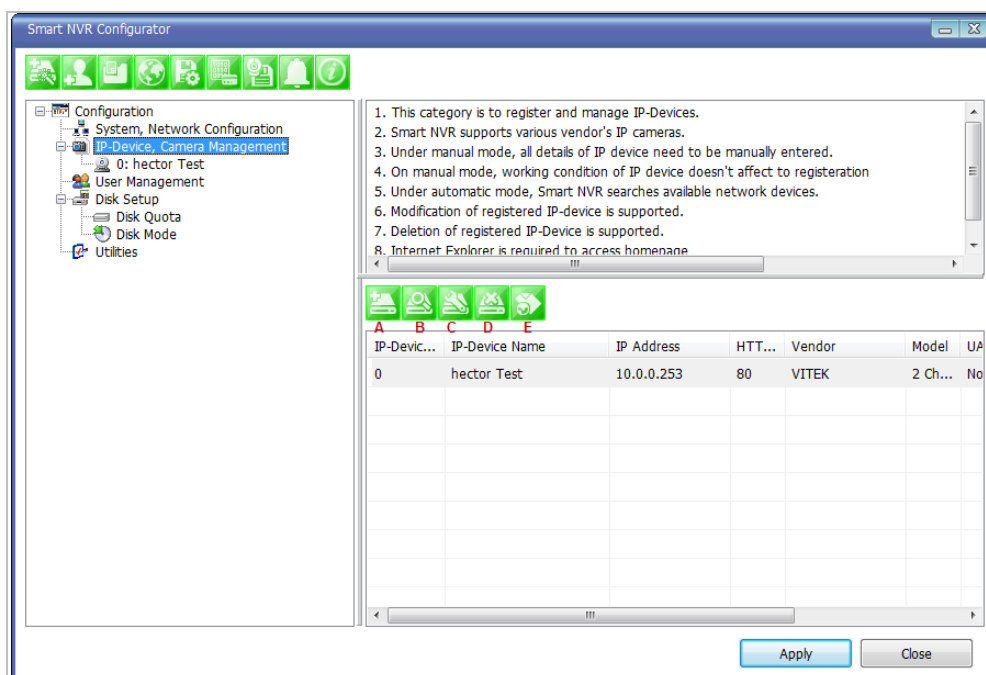 Smart NVR Configurator
Configuration
System, Network Configuration
IP-Device, Camera Management
0: hector Test
User Management
Disk Setup
Disk Quota
Disk Mode
Utilities
1. This category is to register and manage IP-Devices.
2. Smart NVR supports various vendor's IP cameras.
3. Under manual mode, all details of IP device need to be manually entered.
4. On manual mode, working condition of IP device doesn't affect to registeration
5. Under automatic mode, Smart NVR searches available network devices.
6. Modification of registered IP-device is supported.
7. Deletion of registered IP-Device is supported.
8. Internet Explorer is required to access homepage
A B C D E
IP-Devic... IP-Device Name IP Address HTT... Vendor Model UA
0 hector Test 10.0.0.253 80 VITEK 2 Ch... No
Apply Close